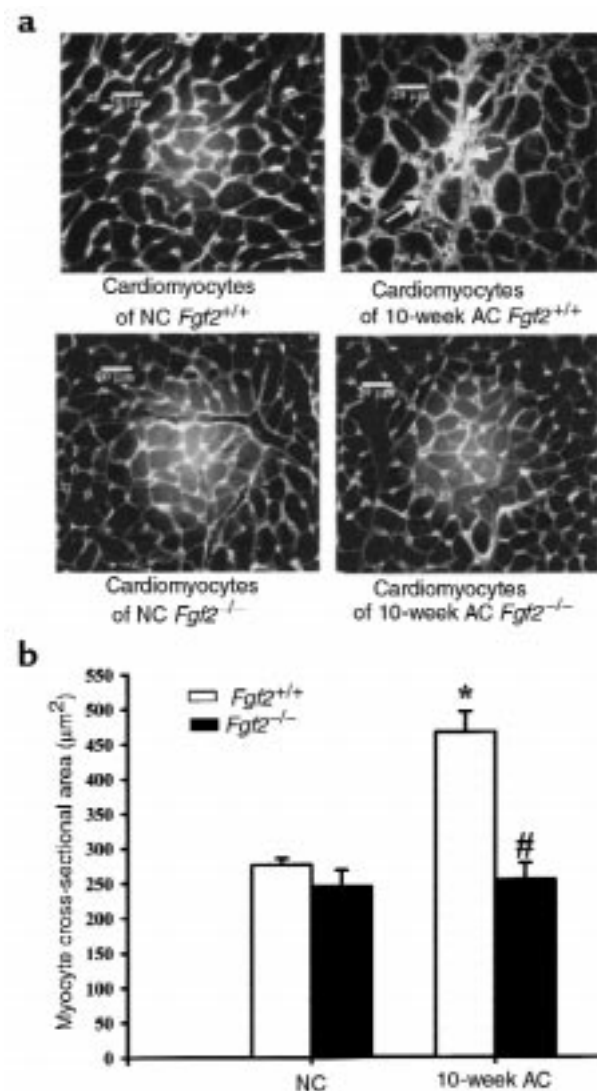 a
Cardiomyocytes
of NC Fgf2+/+
Cardiomyocytes
of 10-week AC Fgf2+/+
Cardiomyocytes
of NC Fgf2−/−
Cardiomyocytes
of 10-week AC Fgf2−/−
b
Myocyte cross-sectional area (μm2)
550
500
450
400
350
300
250
200
150
100
50
0
Fgf2+/+
Fgf2−/−
*
#
NC
10-week AC